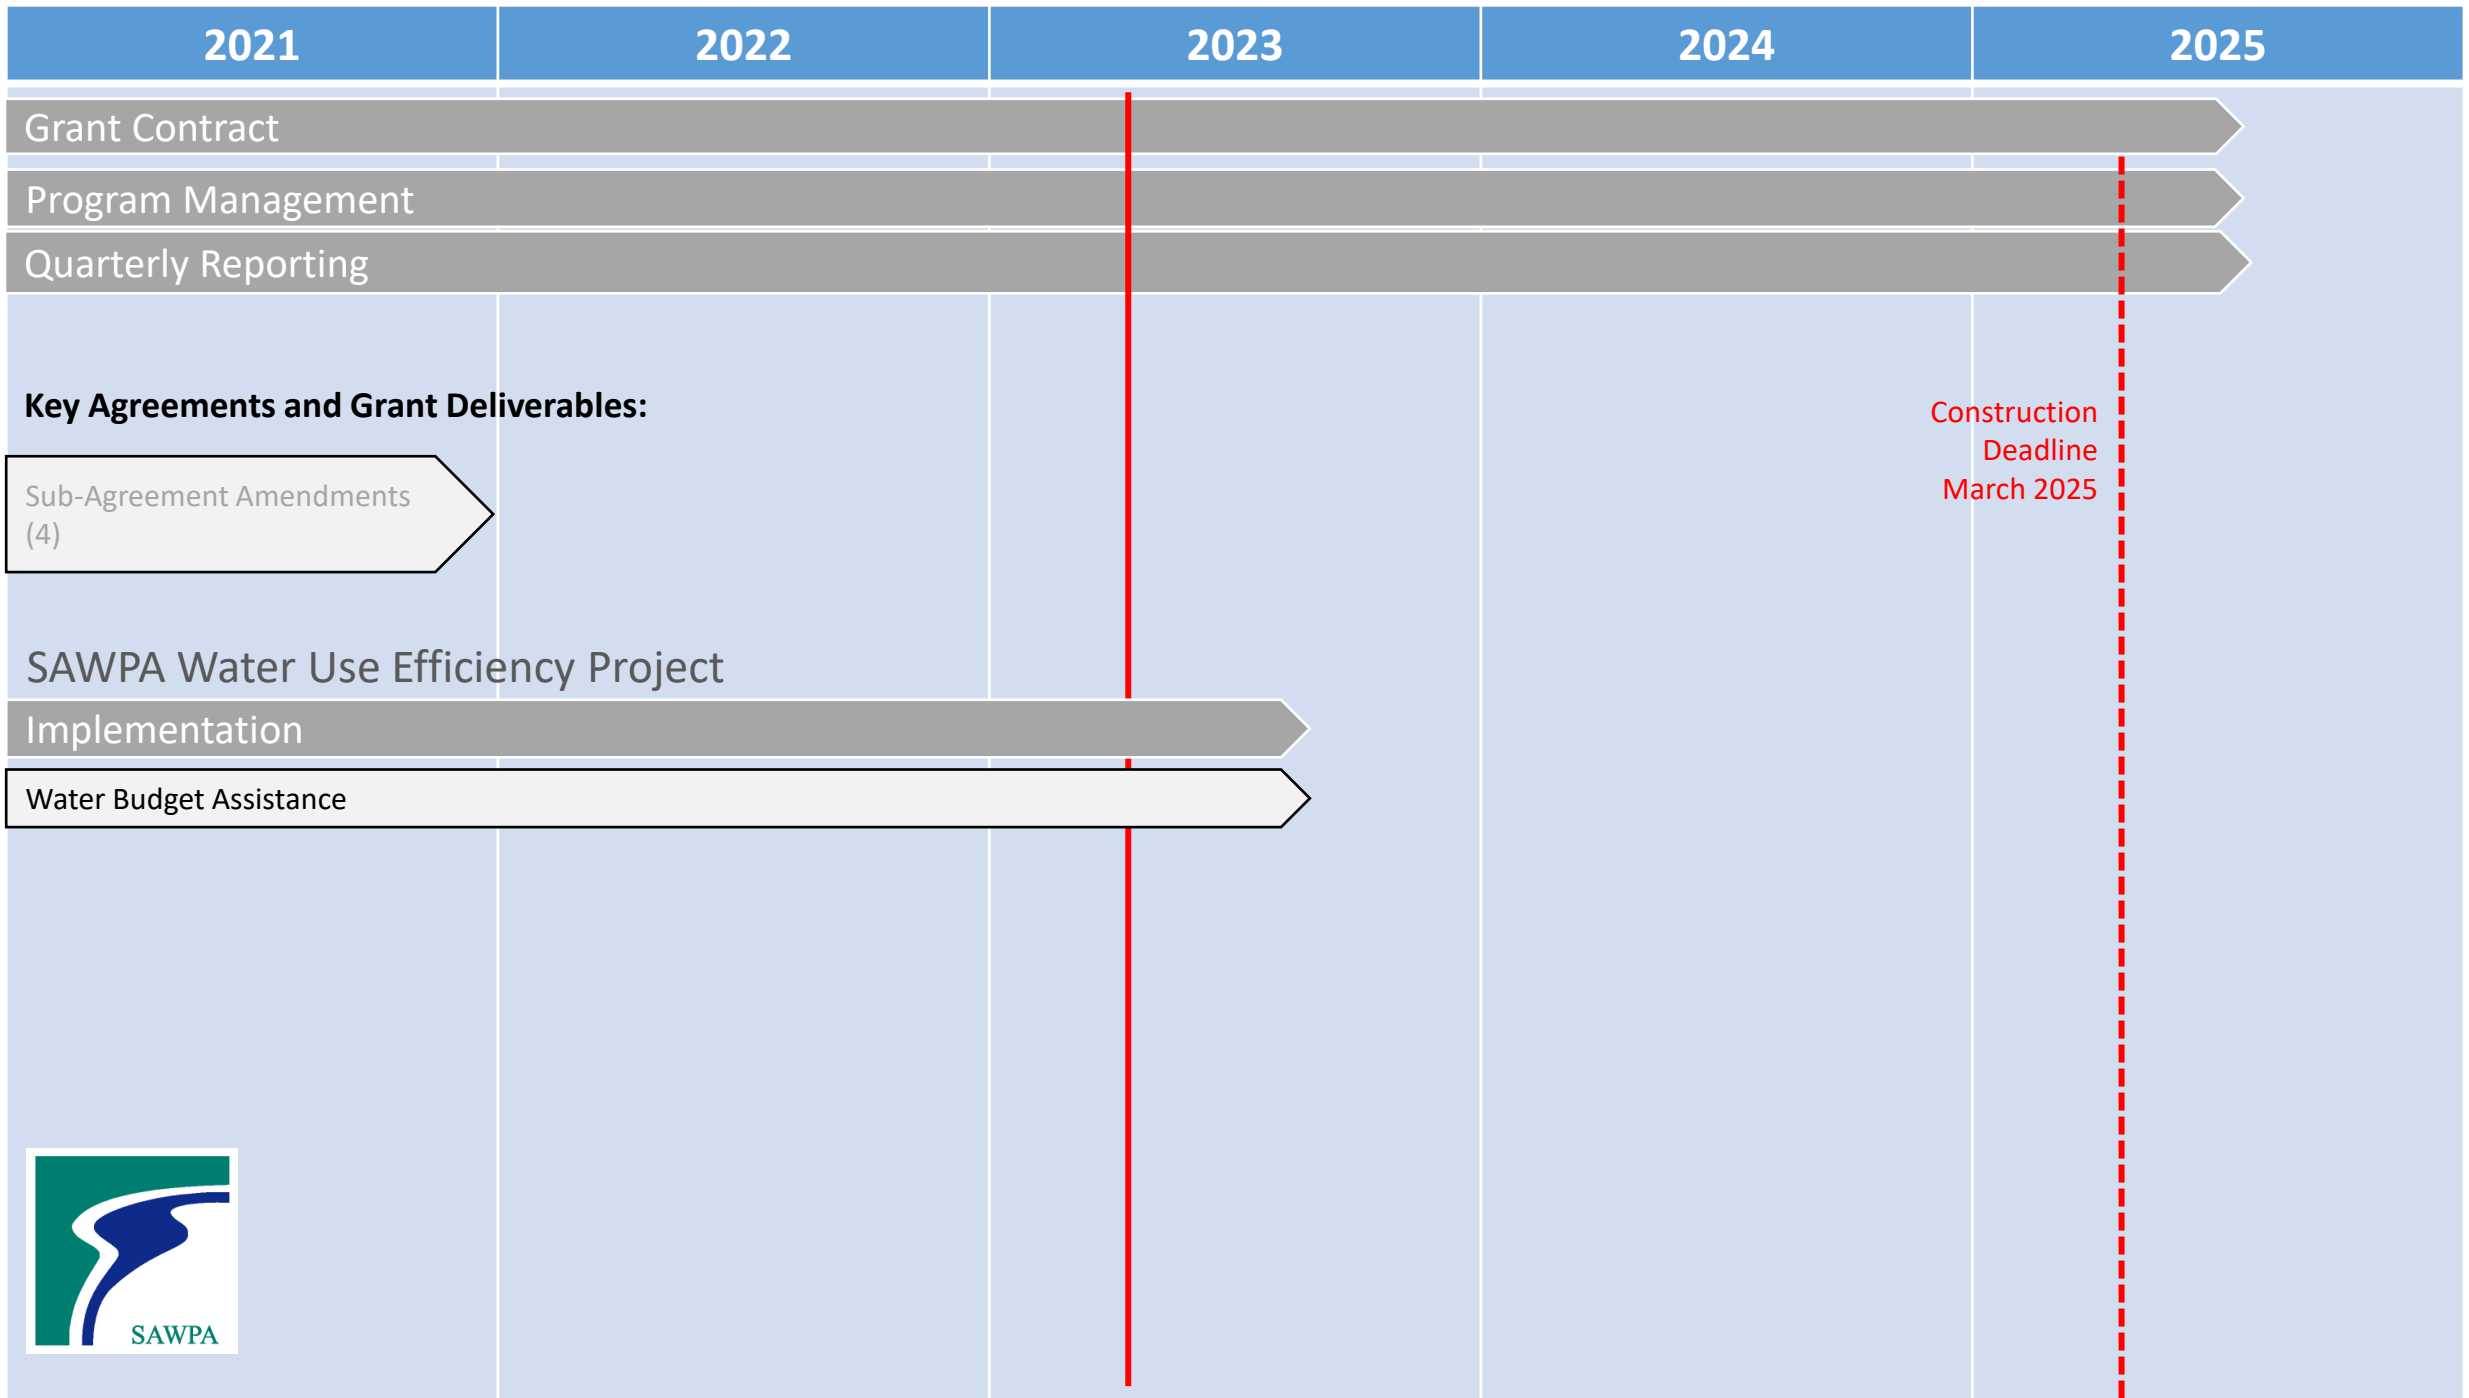 2021 2022 2023 2024 2025
Grant Contract
Program Management
Quarterly Reporting
Key Agreements and Grant Deliverables:
Construction
Deadline
March 2025
Sub-Agreement Amendments
(4)
SAWPA Water Use Efficiency Project
Implementation
Water Budget Assistance
SAWPA